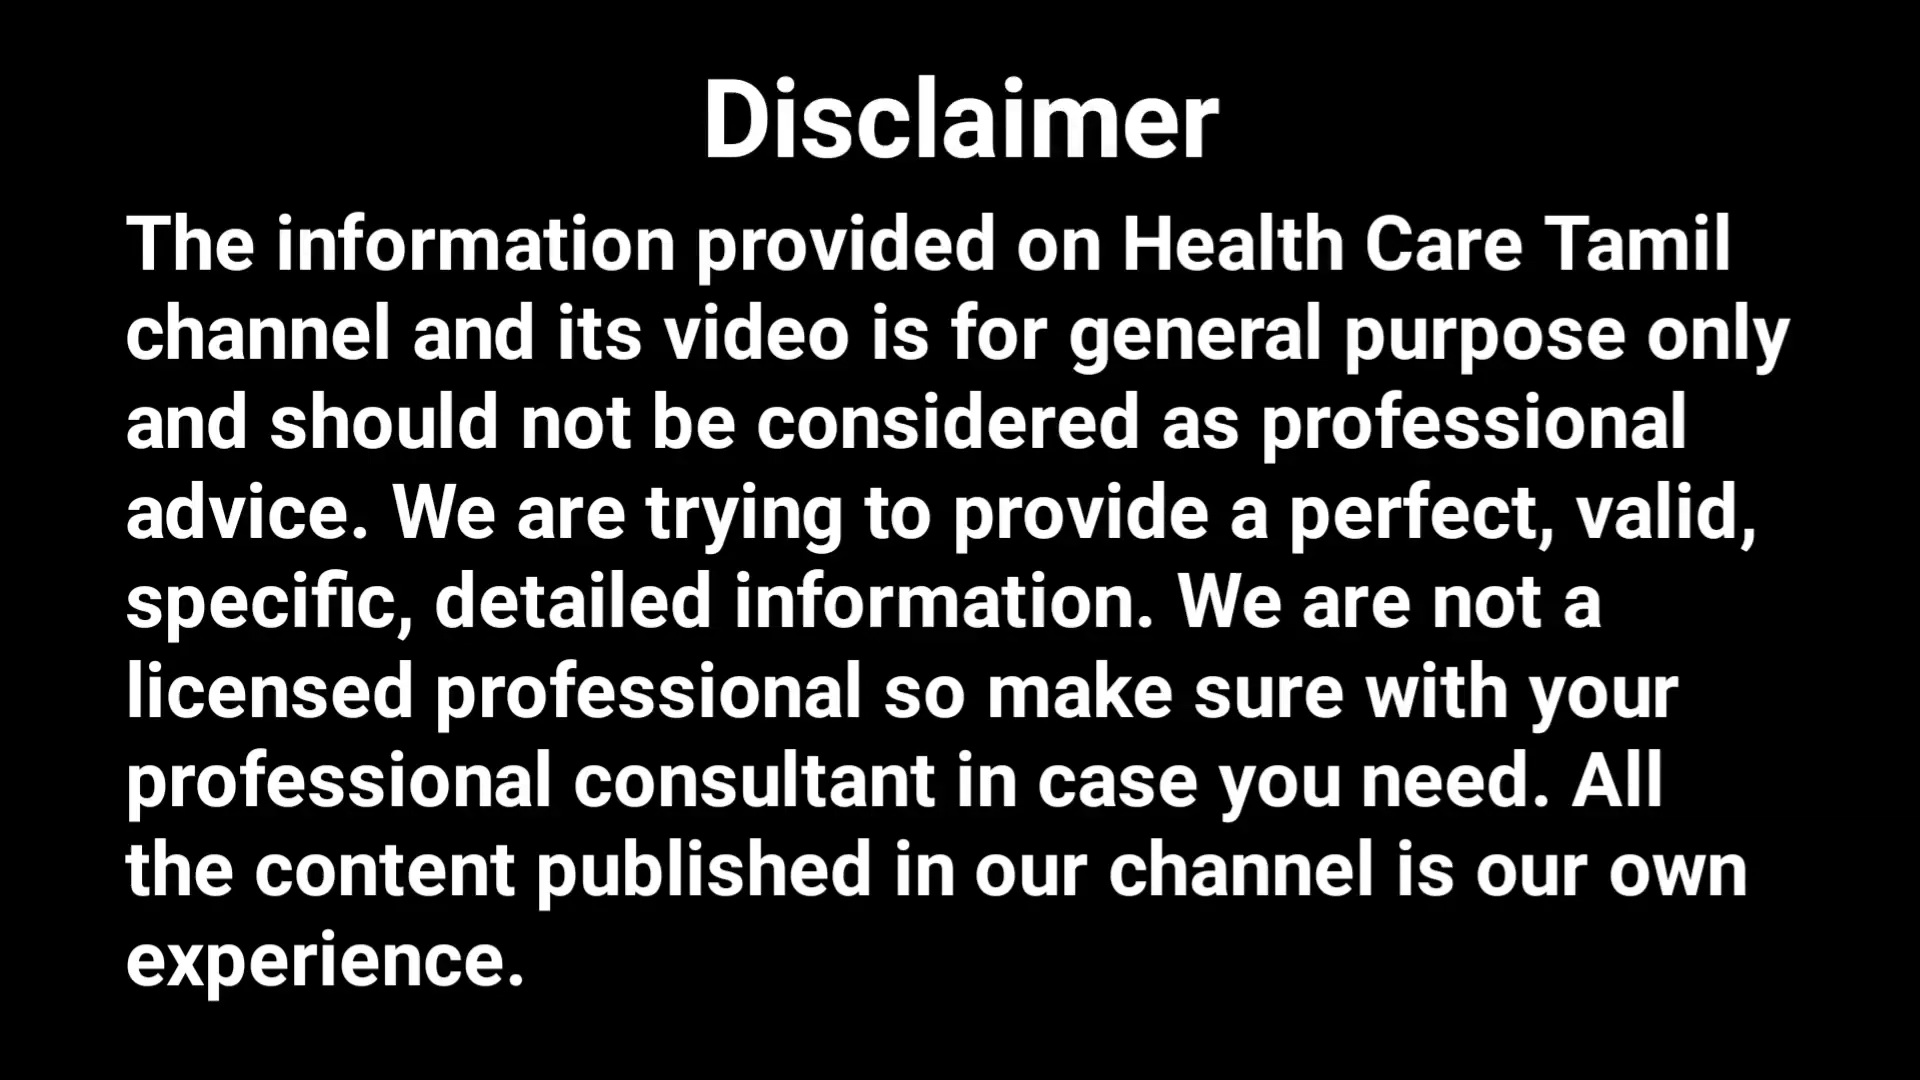 Disclaimer
The information provided on Health Care Tamil
channel and its video is for general purpose only
and should not be considered as professional
advice. We are trying to provide a perfect, valid,
specific, detailed information. We are not a
licensed professional so make sure with your
professional consultant in case you need. All
the content published in our channel is our own
experience.